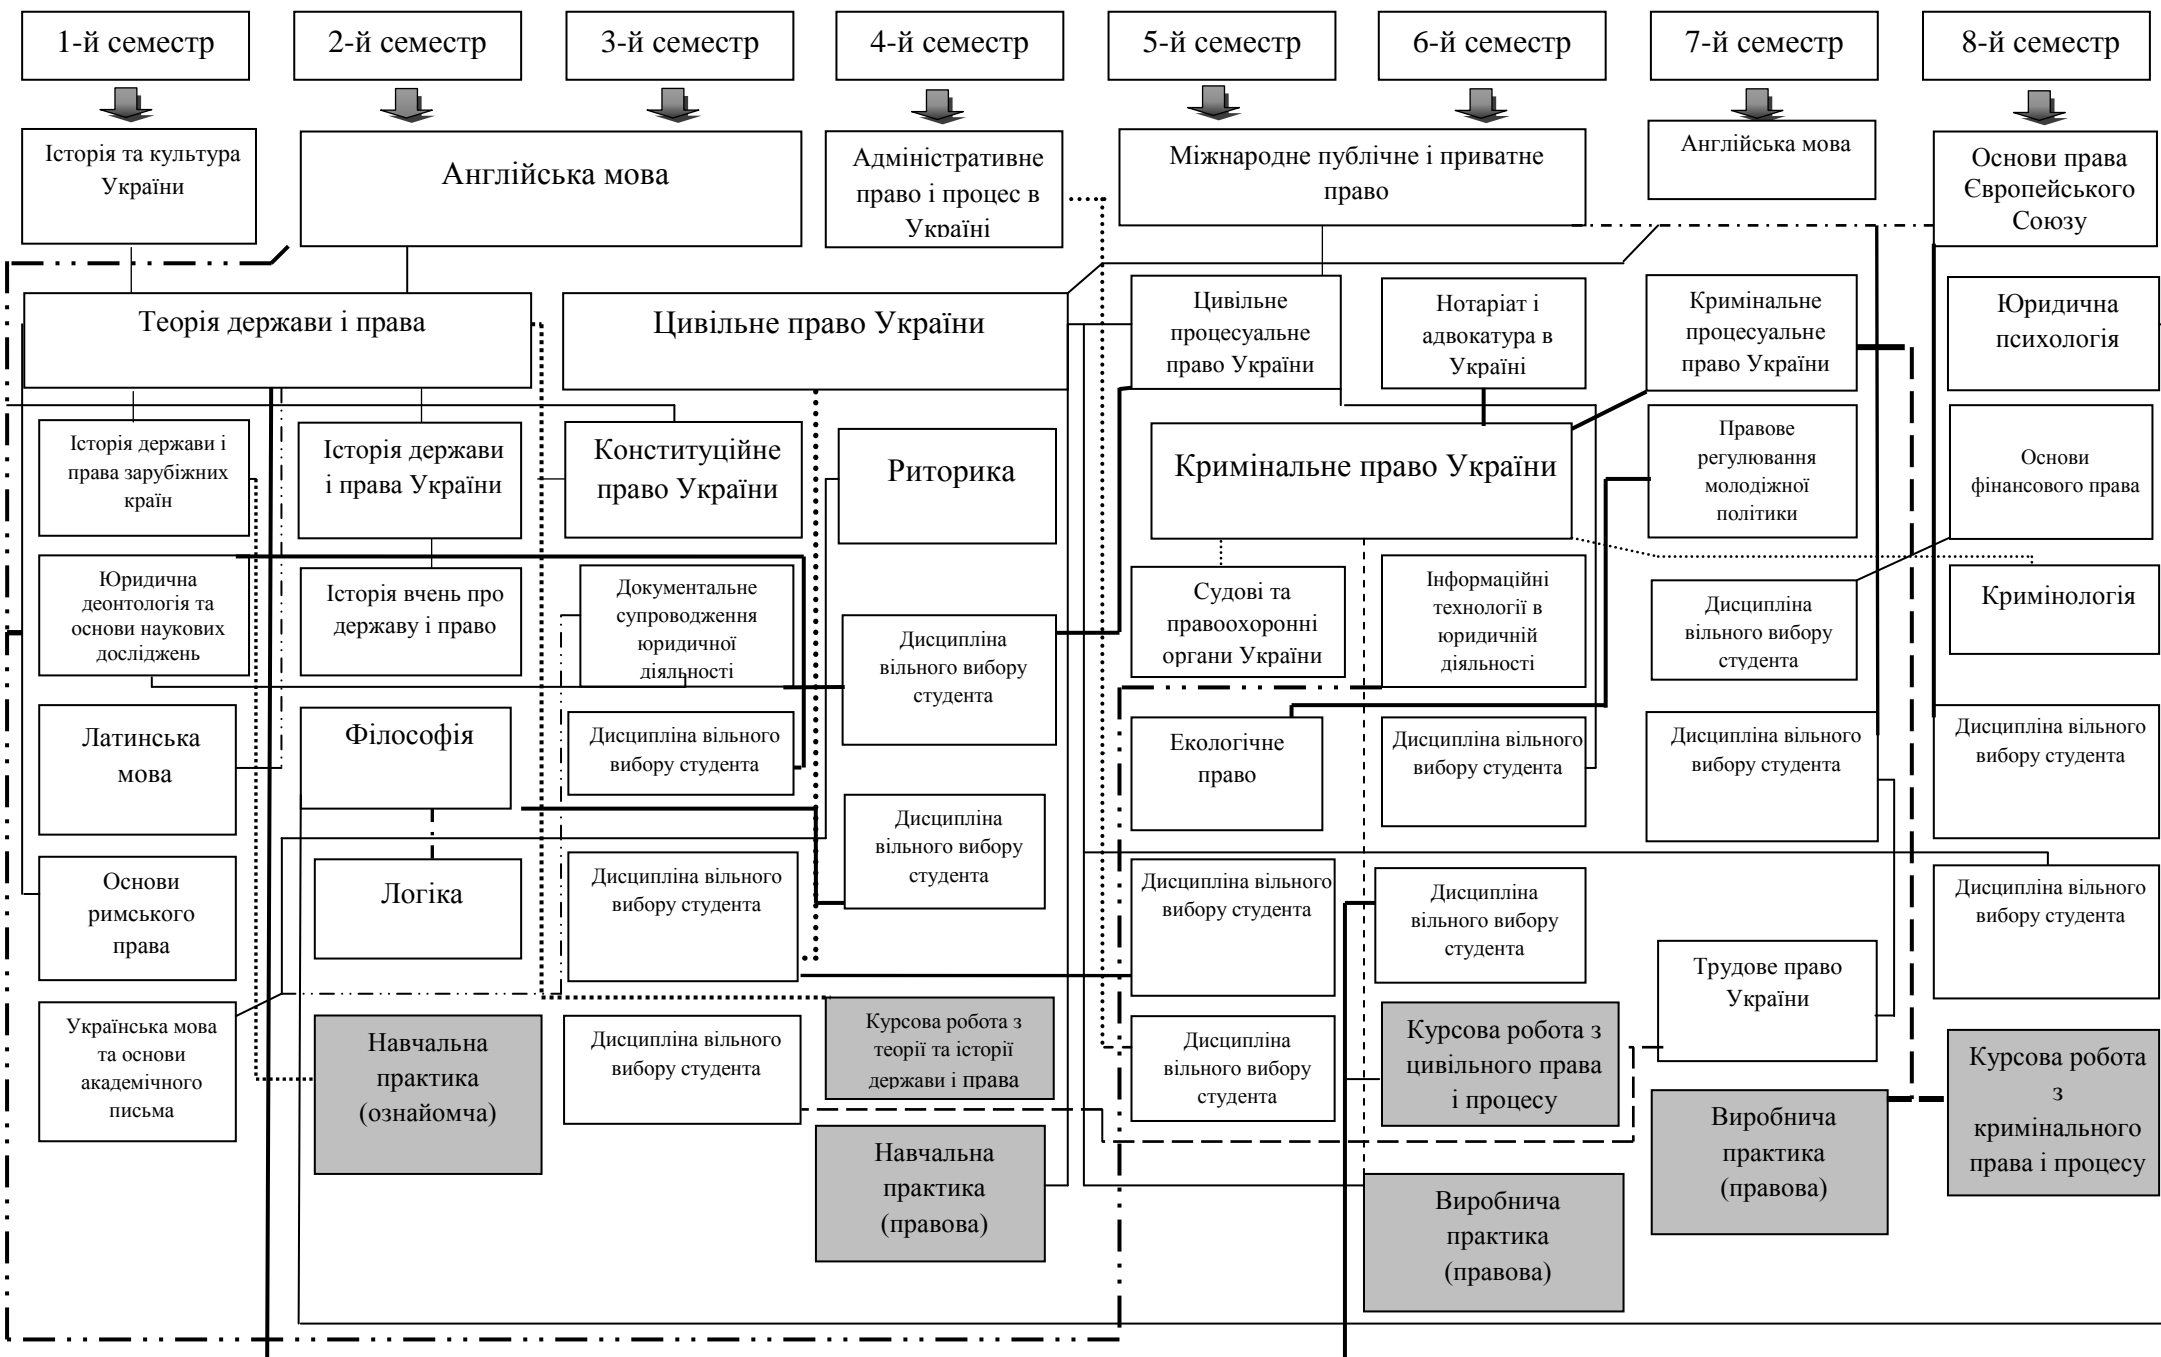 1-й семестр
2-й семестр
3-й семестр
4-й семестр
5-й семестр
6-й семестр
7-й семестр
8-й семестр
Історія та культура
України
Англійська мова
Адміністративне
право і процес в
Україні
Міжнародне публічне і приватне
право
Англійська мова
Основи права
Європейського
Союзу
Теорія держави і права
Цивільне право України
Цивільне
процесуальне
право України
Нотаріат і
адвокатура в
Україні
Кримінальне
процесуальне
право України
Юридична
психологія
Історія держави і
права зарубіжних
країн
Історія держави
і права України
Конституційне
право України
Риторика
Кримінальне право України
Правове
регулювання
молодіжної
політики
Основи
фінансового права
Юридична
деонтологія та
основи наукових
досліджень
Історія вчень про
державу і право
Документальне
супроводження
юридичної
діяльності
Дисципліна
вільного вибору
студента
Судові та
правоохоронні
органи України
Інформаційні
технології в
юридичній
діяльності
Дисципліна
вільного вибору
студента
Кримінологія
Латинська
мова
Філософія
Дисципліна вільного
вибору студента
Дисципліна
вільного вибору
студента
Екологічне
право
Дисципліна вільного
вибору студента
Дисципліна вільного
вибору студента
Дисципліна вільного
вибору студента
Основи
римського
права
Логіка
Дисципліна вільного
вибору студента
Дисципліна вільного
вибору студента
Дисципліна
вільного вибору
студента
Трудове право
України
Дисципліна вільного
вибору студента
Українська мова
та основи
академічного
письма
Навчальна
практика
(ознайомча)
Дисципліна вільного
вибору студента
Курсова робота з
теорії та історії
держави і права
Навчальна
практика
(правова)
Дисципліна
вільного вибору
студента
Курсова робота з
цивільного права
і процесу
Виробнича
практика
(правова)
Виробнича
практика
(правова)
Курсова робота
з
кримінального
права і процесу